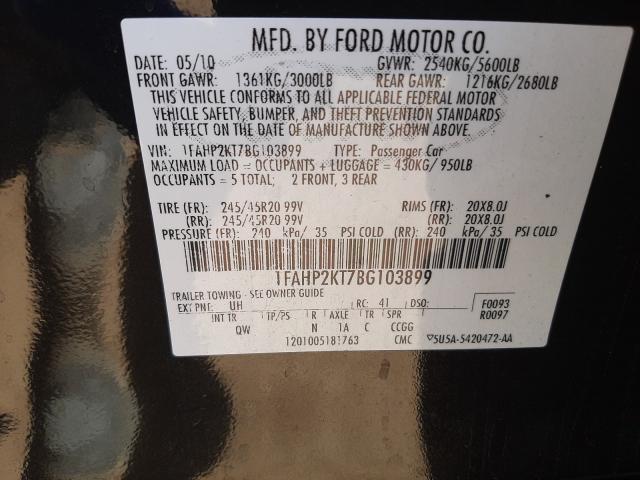 MFD. BY FORD MOTOR CO.
DATE: 05/10 GVWR: 2540KG/5600LB
FRONT GAWR: 1361KG/3000LB REAR GAWR: 1216KG/2680LB
THIS VEHICLE CONFORMS TO ALL APPLICABLE FEDERAL MOTOR
VEHICLE SAFETY, BUMPER, AND THEFT PREVENTION STANDARDS
IN EFFECT ON THE DATE OF MANUFACTURE SHOWN ABOVE.
VIN: 1FAHP2KT7BG103899 TYPE: Passenger Car
MAXIMUM LOAD = OCCUPANTS + LUGGAGE = 430KG/ 950LB
OCCUPANTS = 5 TOTAL; 2 FRONT, 3 REAR
TIRE (FR): 245/45R20 99V RIMS (FR): 20X8.0J
(RR): 245/45R20 99V (RR): 20X8.0J
PRESSURE (FR): 240 kPa/ 35 PSI COLD (RR): 240 kPa/ 35 PSI COLD
1FAHP2KT7BG103899
TRAILER TOWING - SEE OWNER GUIDE
EXT PNT: UH RC: 41 DSO: F0093
INT TR TP/PS R AXLE TR SPR R0097
QW N 1A C CCGG
1201005181763 CMC 5U5A-5420472-AA